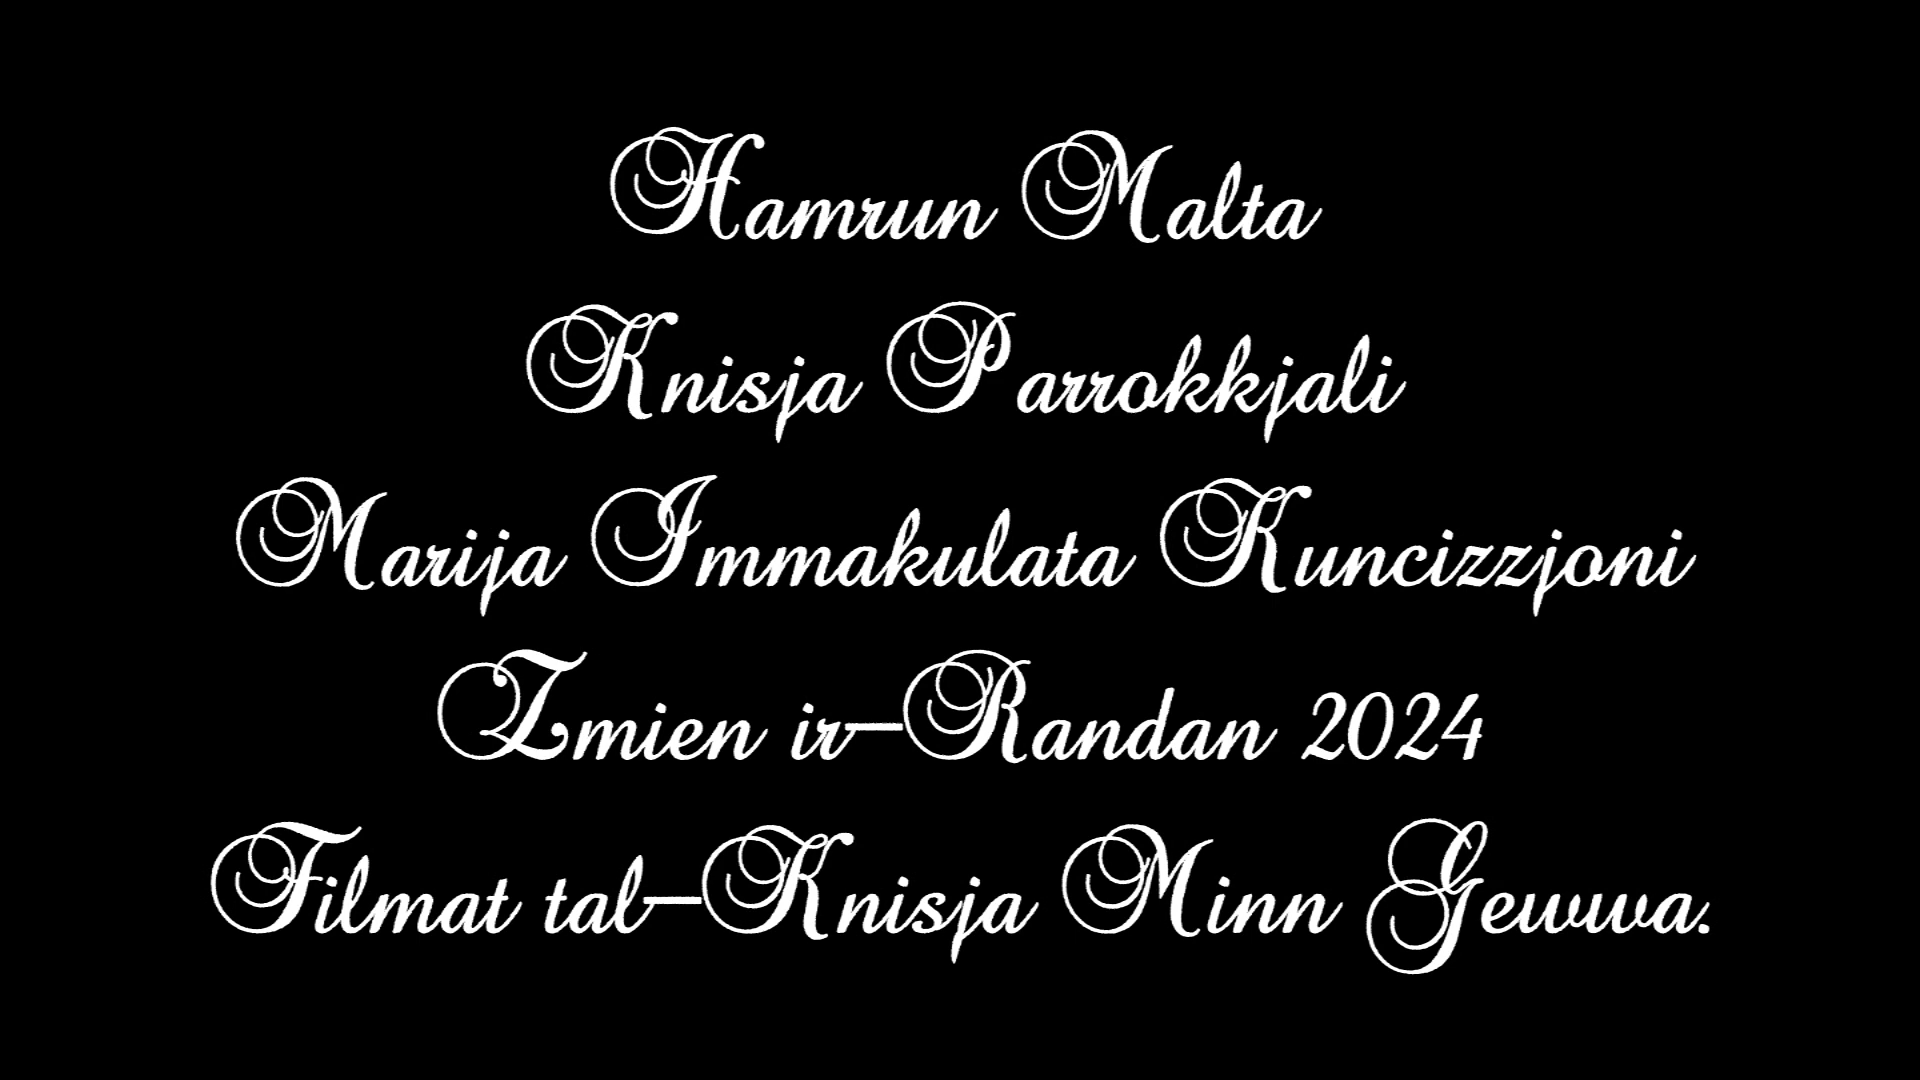 Hamrun Malta
Knisja Parrokkjali
Marija Immakulata Kuncizzjoni
Zmien ir-Randan 2024
Filmat tal-Knisja Minn Gewwa.